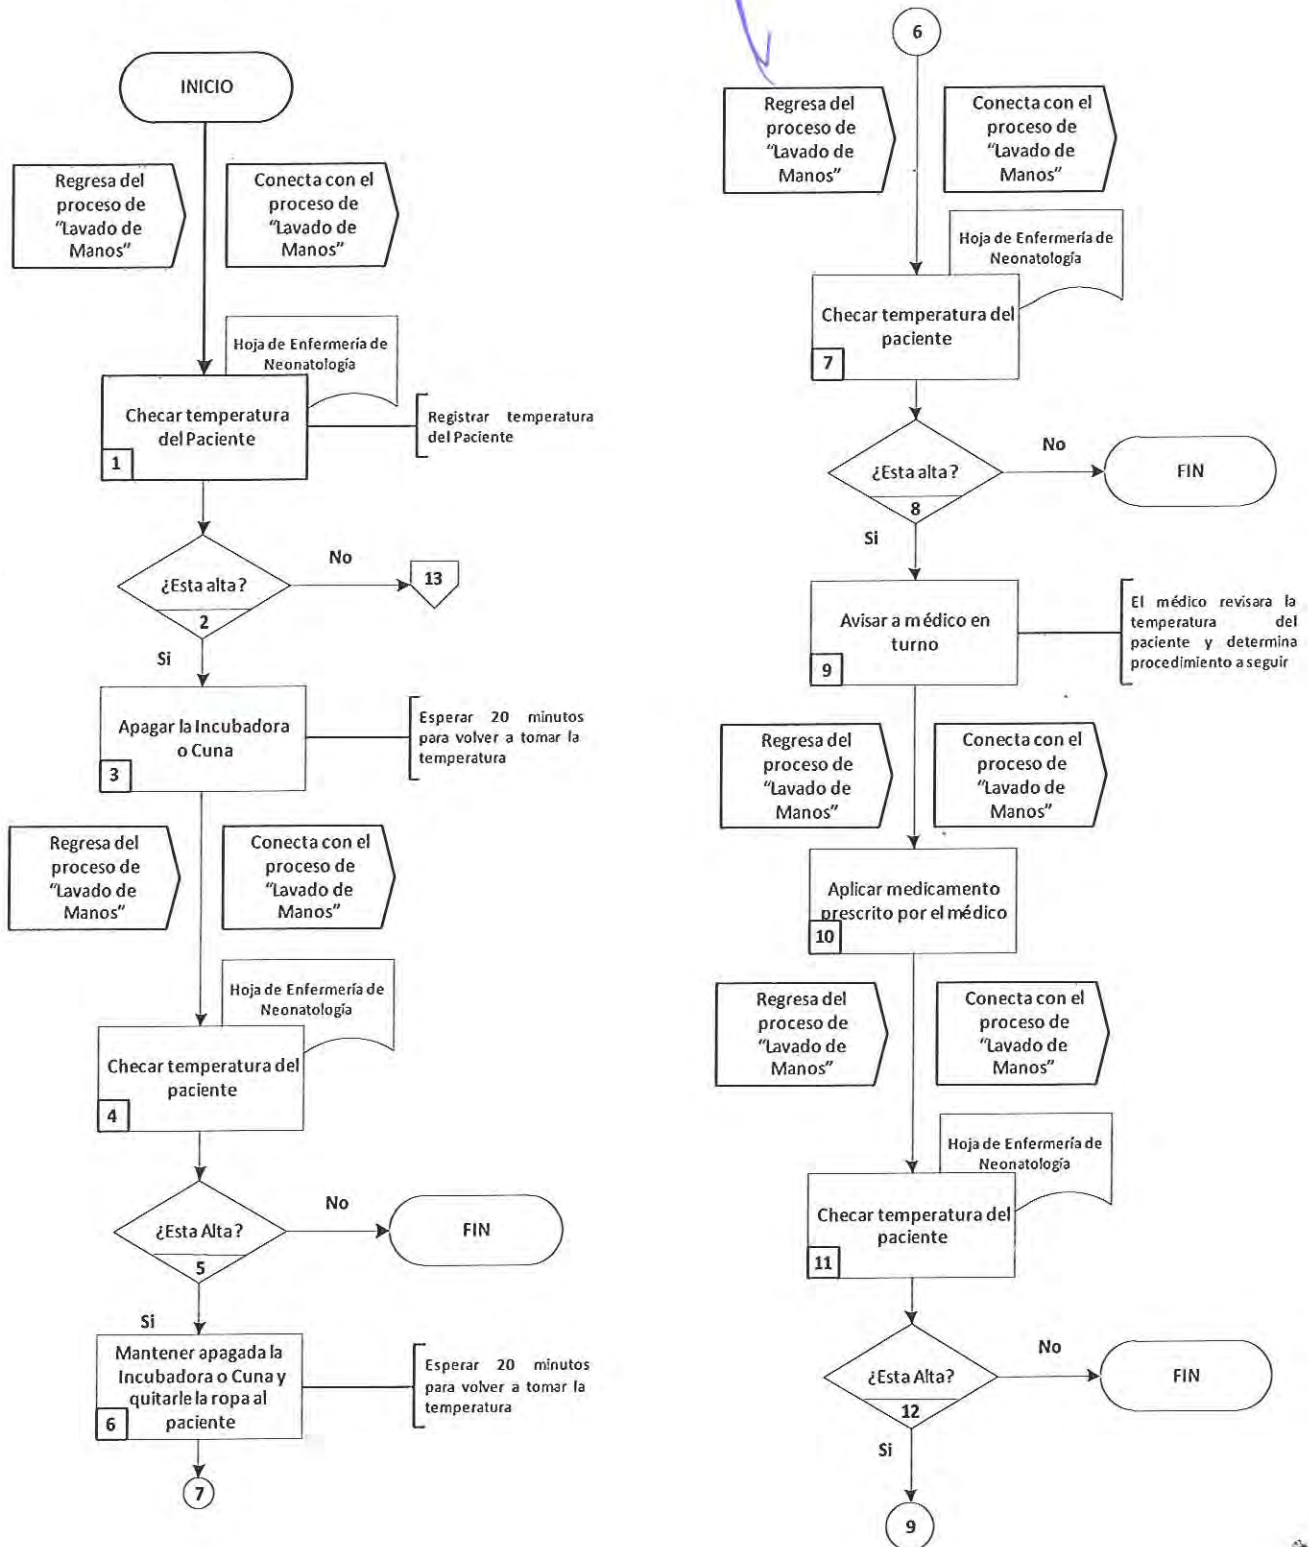 INICIO
Regresa del
proceso de
"Lavado de
Manos"
Conecta con el
proceso de
"Lavado de
Manos"
Hoja de Enfermería de
Neonatología
Checar temperatura
del Paciente
1
Registrar temperatura
del Paciente
¿Esta alta?
2
No
13
Si
Apagar la Incubadora
o Cuna
3
Esperar 20 minutos
para volver a tomar la
temperatura
Regresa del
proceso de
"Lavado de
Manos"
Conecta con el
proceso de
"Lavado de
Manos"
Hoja de Enfermería de
Neonatología
Checar temperatura del
paciente
4
¿Esta Alta?
5
No
FIN
Si
Mantener apagada la
Incubadora o Cuna y
quitarle la ropa al
paciente
6
Esperar 20 minutos
para volver a tomar la
temperatura
7
6
Regresa del
proceso de
"Lavado de
Manos"
Conecta con el
proceso de
"Lavado de
Manos"
Hoja de Enfermería de
Neonatología
Checar temperatura del
paciente
7
¿Esta alta?
8
No
FIN
Si
Avisar a médico en
turno
9
El médico revisara la
temperatura del
paciente y determina
procedimiento a seguir
Regresa del
proceso de
"Lavado de
Manos"
Conecta con el
proceso de
"Lavado de
Manos"
Aplicar medicamento
prescrito por el médico
10
Regresa del
proceso de
"Lavado de
Manos"
Conecta con el
proceso de
"Lavado de
Manos"
Hoja de Enfermería de
Neonatología
Checar temperatura del
paciente
11
¿Esta Alta?
12
No
FIN
Si
9